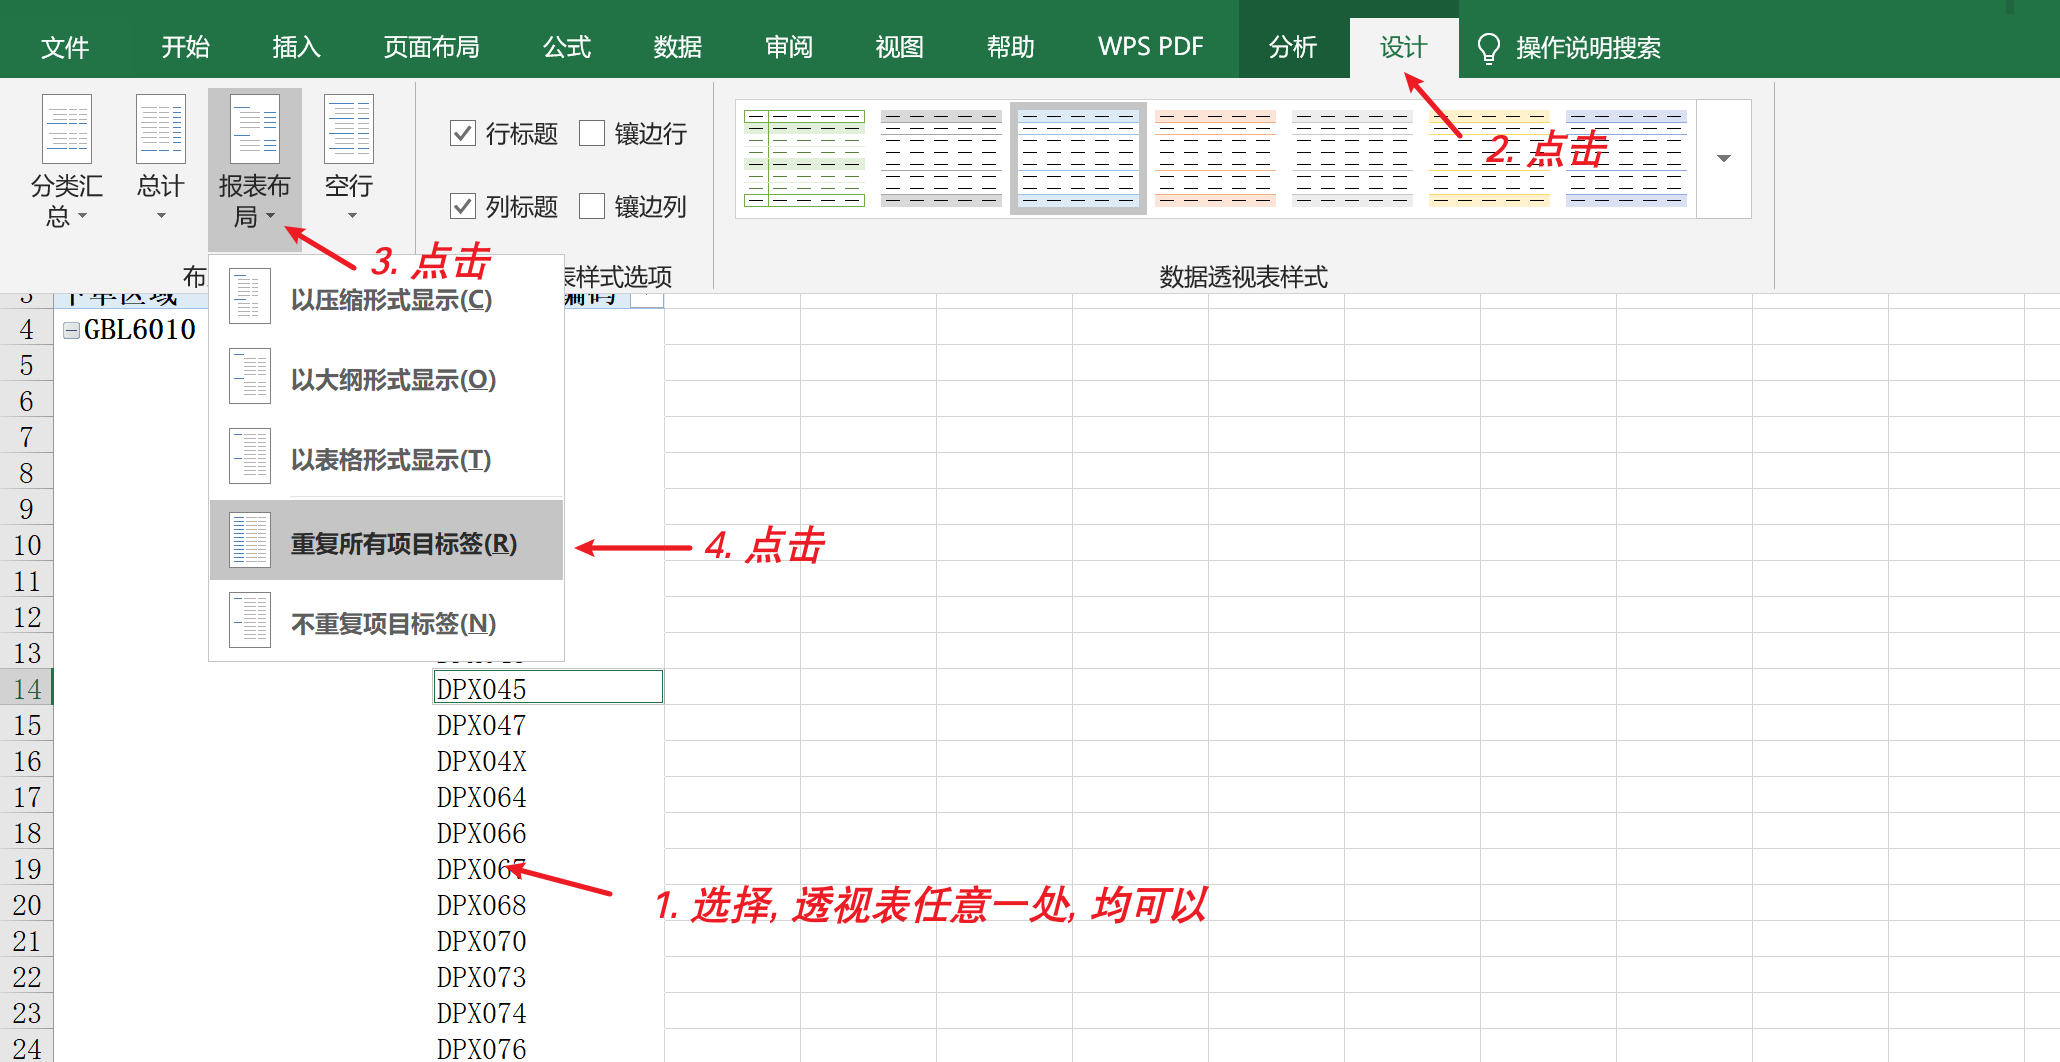 文件 开始 插入 页面布局 公式 数据 审阅 视图 帮助 WPS PDF 分析 设计 操作说明搜索
分类汇总 总计 报表布局 空行
行标题 镶边行
列标题 镶边列
2. 点击
3. 点击
布 表样式选项 数据透视表样式
以压缩形式显示(C)
以大纲形式显示(O)
以表格形式显示(T)
重复所有项目标签(R)
不重复项目标签(N)
4. 点击
3 下单区域 编码
4 GBL6010
5
6
7
8
9
10
11
12
13
14 DPX045
15 DPX047
16 DPX04X
17 DPX064
18 DPX066
19 DPX067
1. 选择, 透视表任意一处, 均可以
20 DPX068
21 DPX070
22 DPX073
23 DPX074
24 DPX076